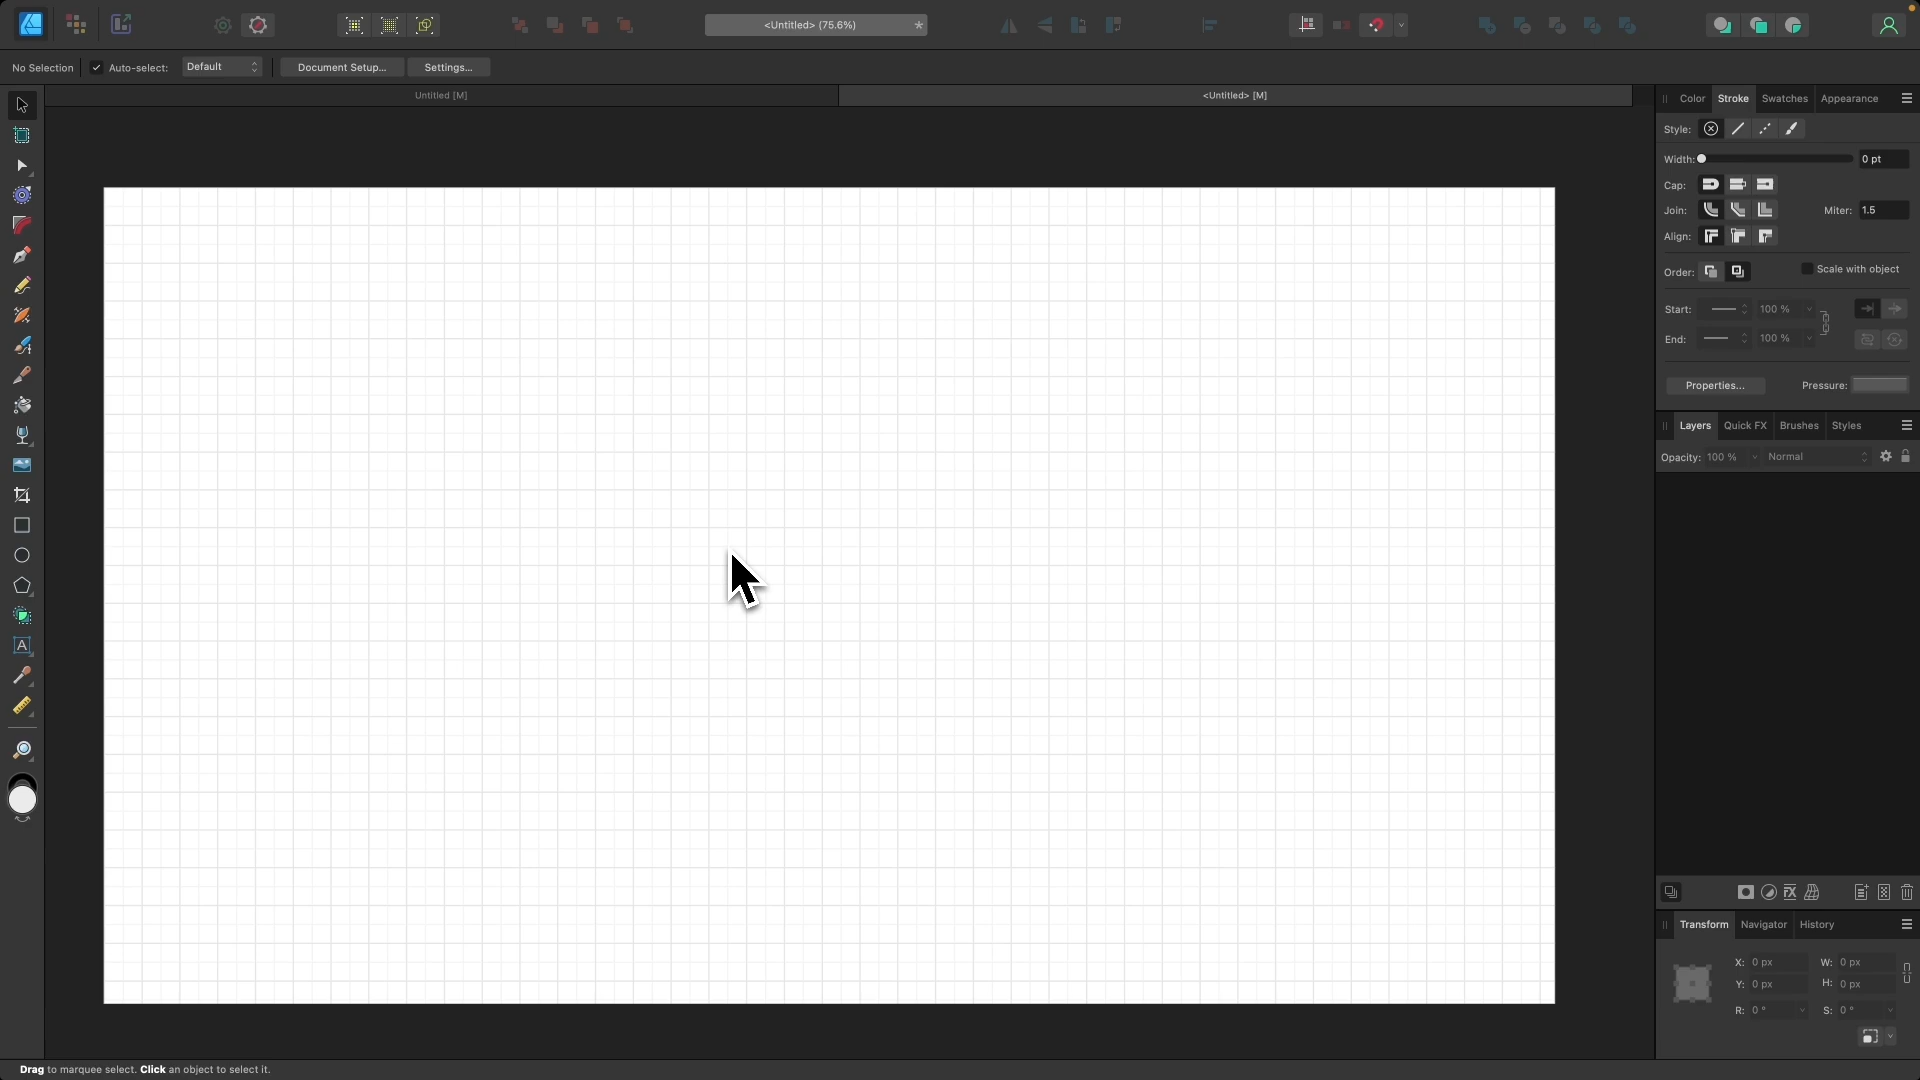 <Untitled> (75.6%)
*
No Selection
Auto-select:
Default
Document Setup...
Settings...
Untitled [M]
<Untitled> [M]
Color
Stroke
Swatches
Appearance
Style:
Width:
0 pt
Cap:
Join:
Miter:
1.5
Align:
Order:
Scale with object
Start:
100 %
End:
100 %
Properties...
Pressure:
Layers
Quick FX
Brushes
Styles
Opacity:
100 %
Normal
Transform
Navigator
History
X: 0 px
W: 0 px
Y: 0 px
H: 0 px
R: 0 °
S: 0 °
Drag to marquee select. Click an object to select it.